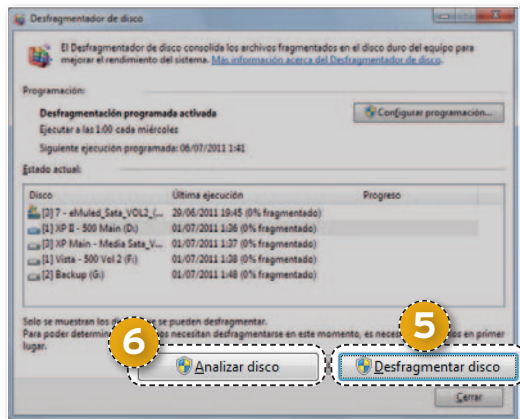 Desfragmentador de disco
El Desfragmentador de disco consolida los archivos fragmentados en el disco duro del equipo para
mejorar el rendimiento del sistema. Más información acerca del Desfragmentador de disco.
Programación:
Desfragmentación programada activada
Configurar programación...
Ejecutar a las 1:00 cada miércoles
Siguiente ejecución programada: 06/07/2011 1:41
Estado actual:
Disco Última ejecución Progreso
[3] 7 - eMuled_Sata_VOL2_(... 29/06/2011 19:45 (0% fragmentado)
[1] XP II - 500 Main (D:) 01/07/2011 1:36 (0% fragmentado)
[3] XP Main - Media Sata_V... 01/07/2011 1:37 (0% fragmentado)
[1] Vista - 500 Vol 2 (F:) 01/07/2011 1:38 (0% fragmentado)
[2] Backup (G:) 01/07/2011 1:48 (0% fragmentado)
Solo se muestran los se pueden desfragmentar.
Para poder determin necesitan desfragmentarse en este momento, es neces os en primer
lugar.
6
5
Analizar disco
Desfragmentar disco
Cerrar